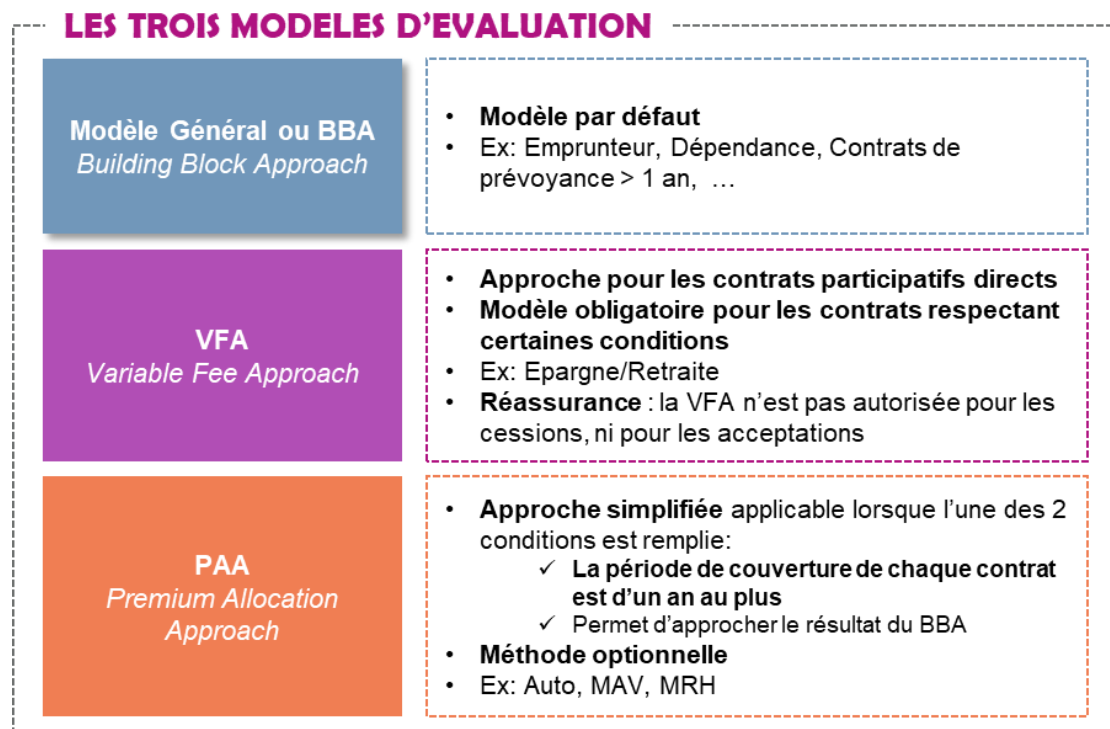 LES TROIS MODELES D'EVALUATION
Modèle Général ou BBA
Building Block Approach
• Modèle par défaut
• Ex: Emprunteur, Dépendance, Contrats de
prévoyance > 1 an, …
VFA
Variable Fee Approach
• Approche pour les contrats participatifs directs
• Modèle obligatoire pour les contrats respectant
certaines conditions
• Ex: Epargne/Retraite
• Réassurance : la VFA n'est pas autorisée pour les
cessions, ni pour les acceptations
PAA
Premium Allocation
Approach
• Approche simplifiée applicable lorsque l'une des 2
conditions est remplie:
✓ La période de couverture de chaque contrat
est d'un an au plus
✓ Permet d'approcher le résultat du BBA
• Méthode optionnelle
• Ex: Auto, MAV, MRH